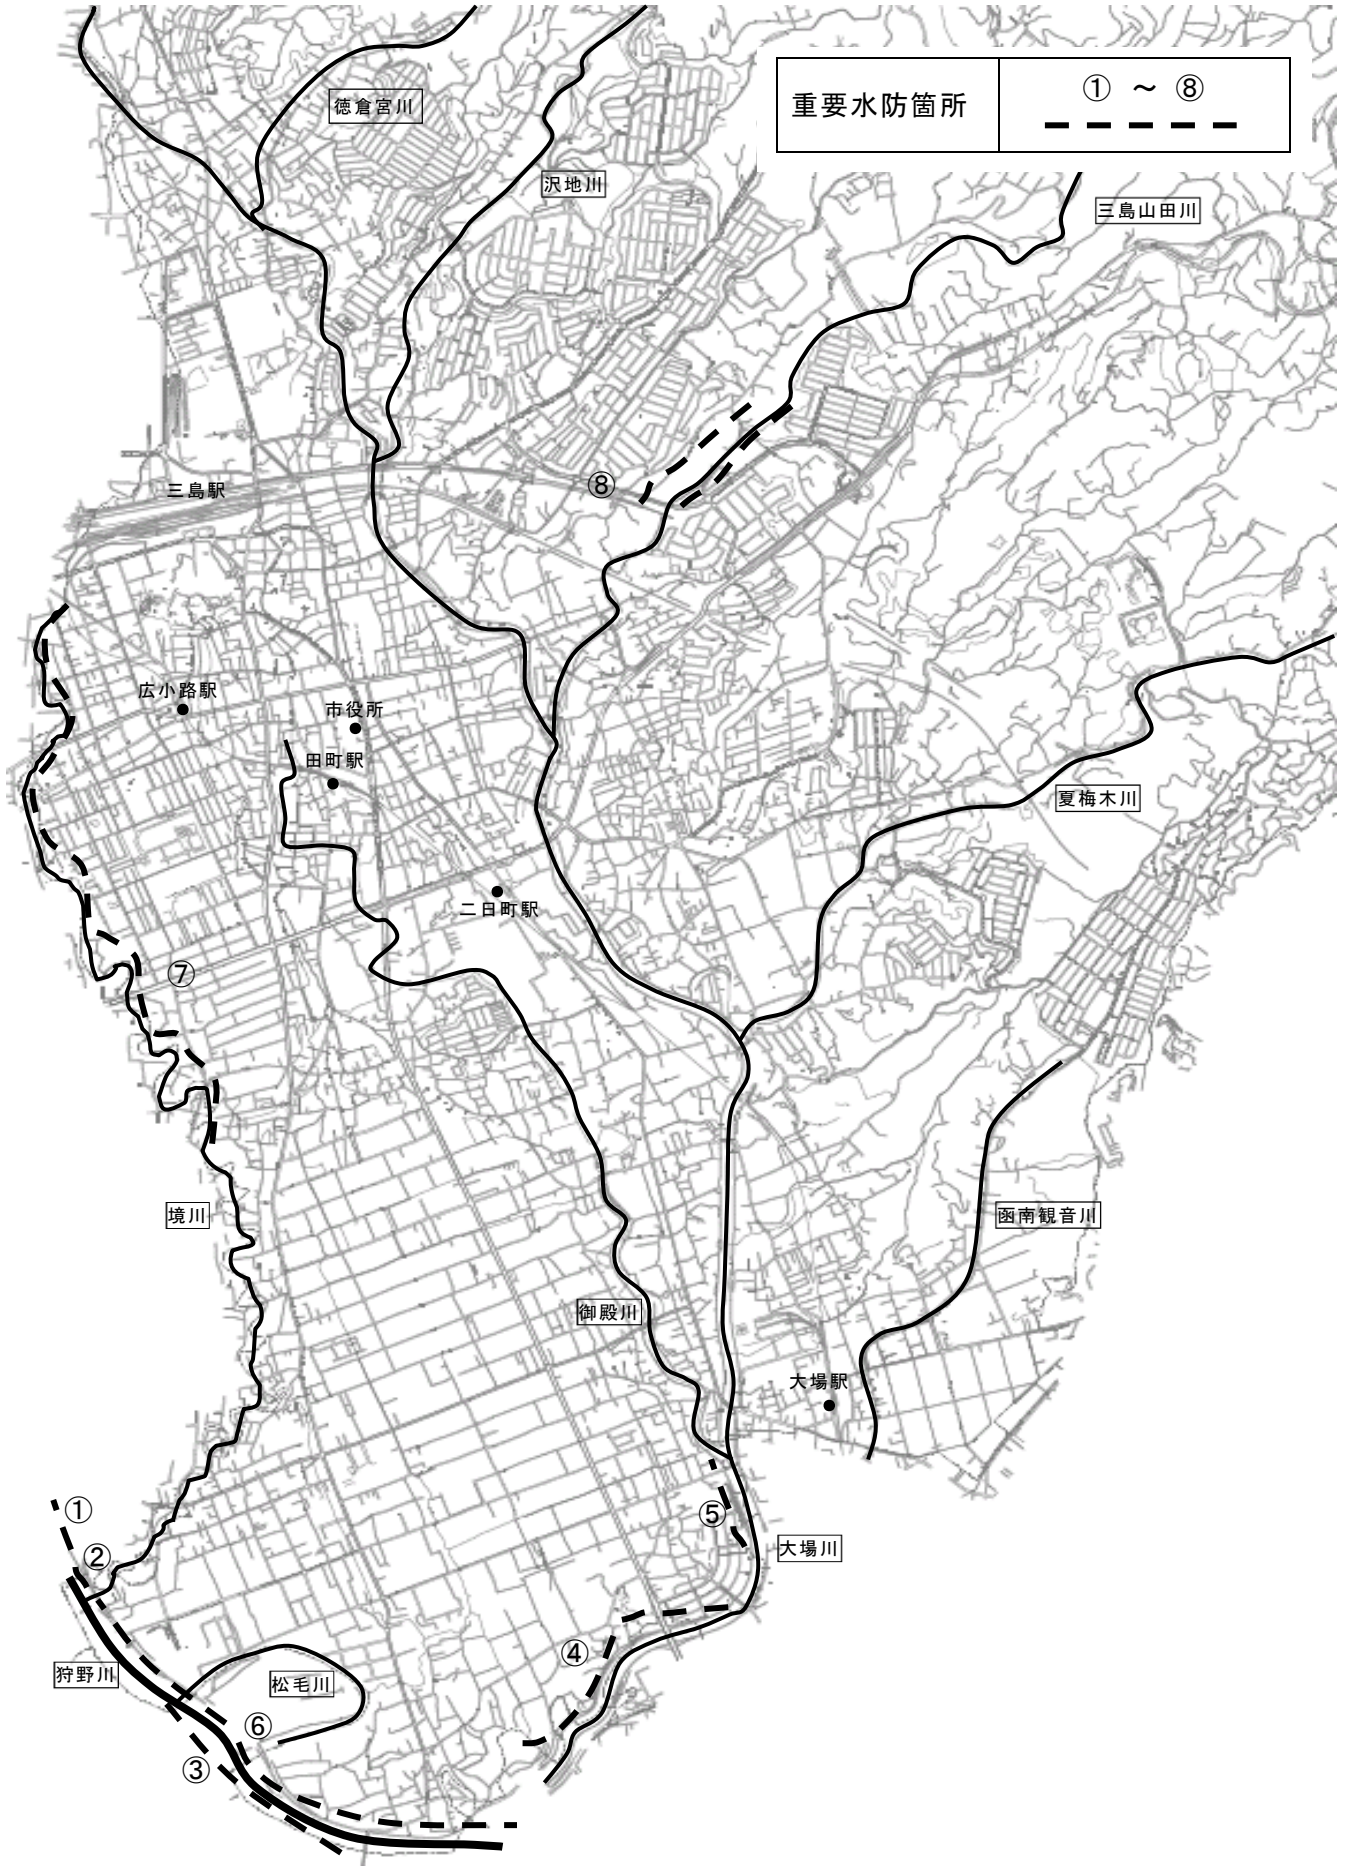 重要水防箇所
① ～ ⑧
徳倉宮川
沢地川
三島山田川
三島駅
⑧
広小路駅
市役所
田町駅
夏梅木川
二日町駅
⑦
境川
函南観音川
御殿川
大場駅
①
⑤
②
大場川
④
狩野川
松毛川
⑥
③